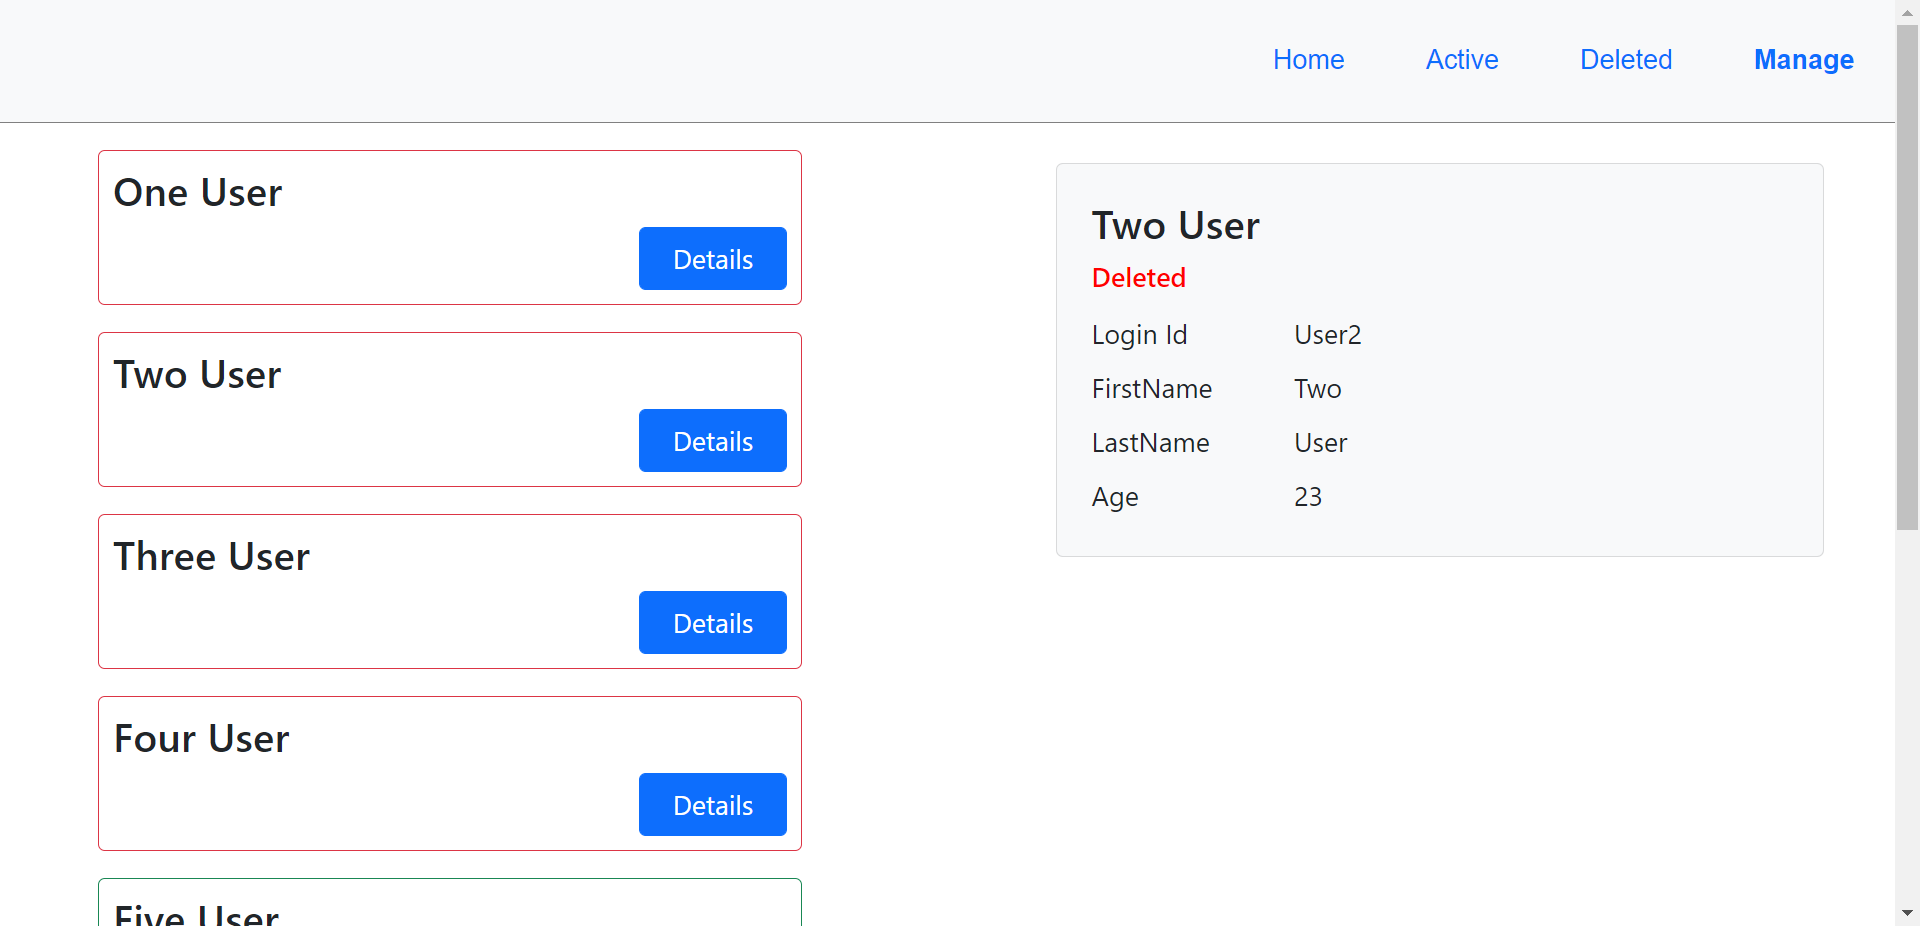 Home Active Deleted Manage
One User
Details
Two User
Details
Three User
Details
Four User
Details
Five User
Two User
Deleted
Login Id User2
FirstName Two
LastName User
Age 23